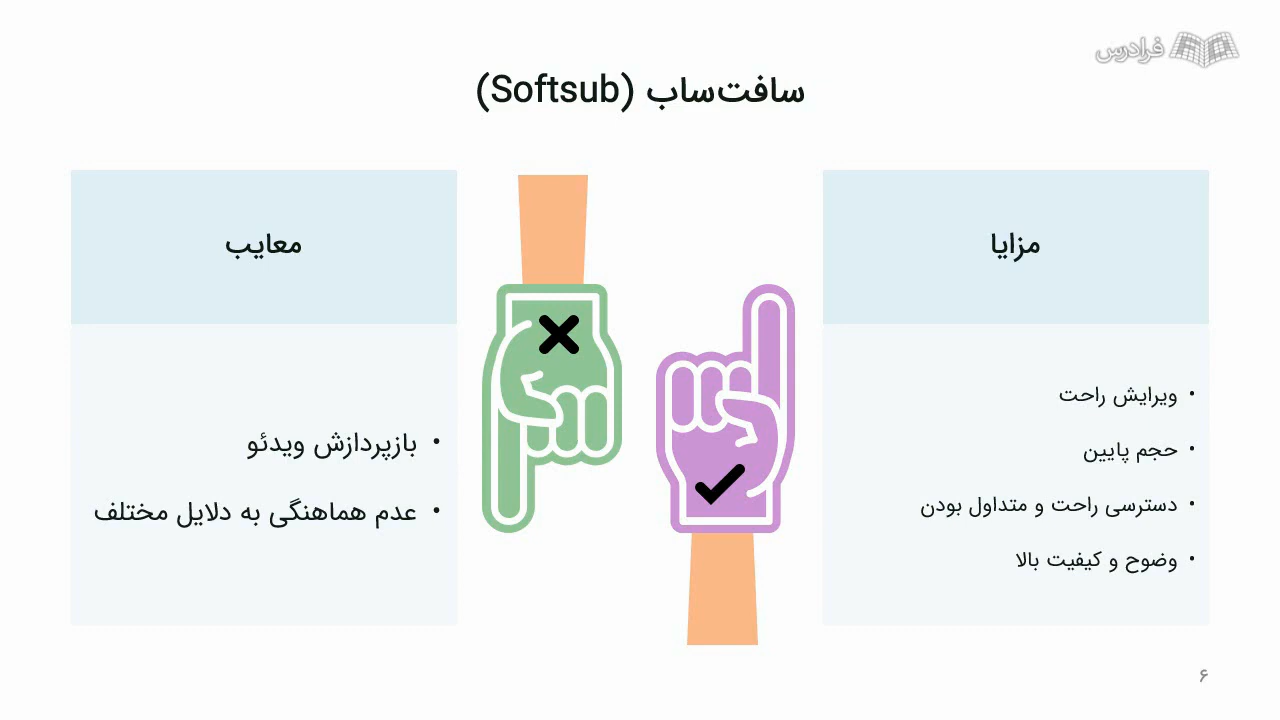 فرادرس
سافت‌ساب (Softsub)
مزایا
• ویرایش راحت
• حجم پایین
• دسترسی راحت و متداول بودن
• وضوح و کیفیت بالا
معایب
• بازپردازش ویدئو
• عدم هماهنگی به دلایل مختلف
۶